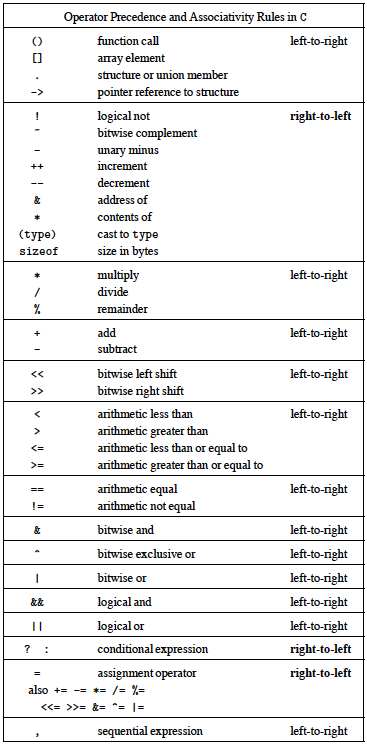 Operator Precedence and Associativity Rules in C
() function call left-to-right
[] array element
. structure or union member
-> pointer reference to structure
! logical not right-to-left
~ bitwise complement
- unary minus
++ increment
-- decrement
& address of
* contents of
(type) cast to type
sizeof size in bytes
* multiply left-to-right
/ divide
% remainder
+ add left-to-right
- subtract
<< bitwise left shift left-to-right
>> bitwise right shift
< arithmetic less than left-to-right
> arithmetic greater than
<= arithmetic less than or equal to
>= arithmetic greater than or equal to
== arithmetic equal left-to-right
!= arithmetic not equal
& bitwise and left-to-right
^ bitwise exclusive or left-to-right
| bitwise or left-to-right
&& logical and left-to-right
|| logical or left-to-right
? : conditional expression right-to-left
= assignment operator right-to-left
also += -= *= /= %=
<<= >>= &= ^= |=
, sequential expression left-to-right